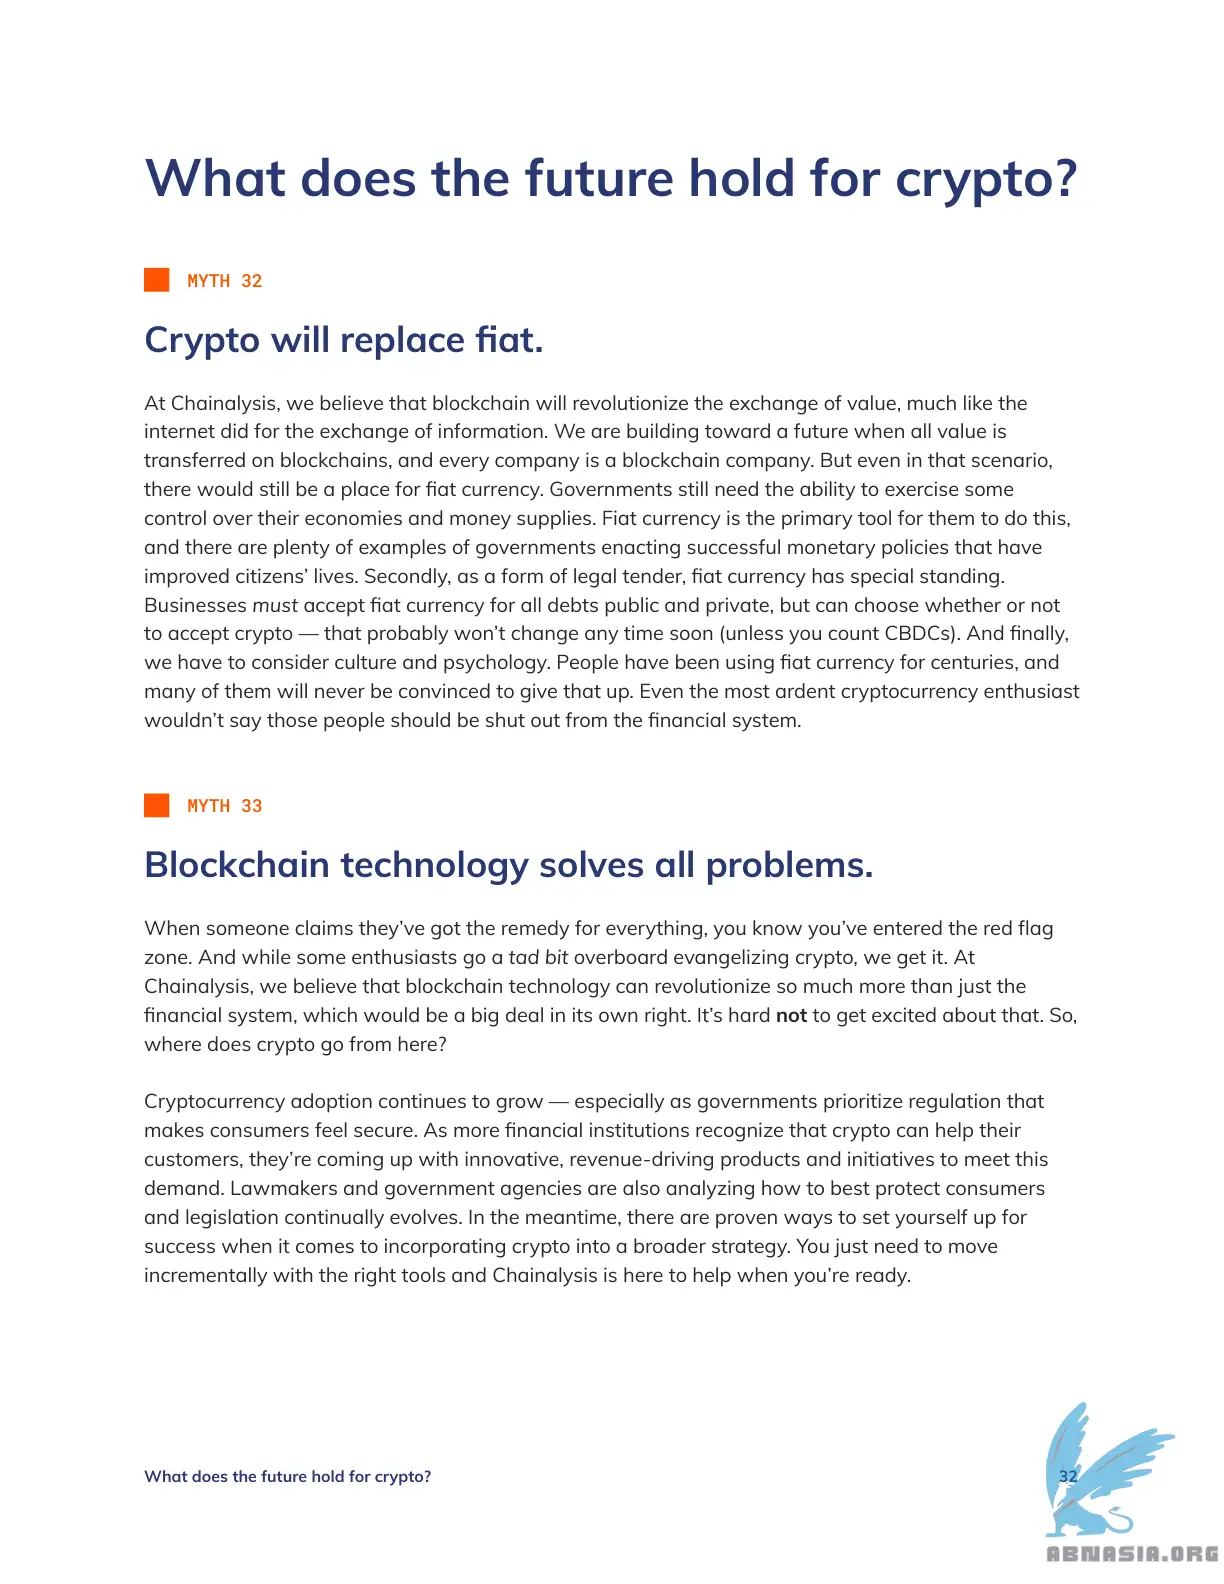 What does the future hold for crypto?
MYTH 32
Crypto will replace fiat.
At Chainalysis, we believe that blockchain will revolutionize the exchange of value, much like the
internet did for the exchange of information. We are building toward a future when all value is
transferred on blockchains, and every company is a blockchain company. But even in that scenario,
there would still be a place for fiat currency. Governments still need the ability to exercise some
control over their economies and money supplies. Fiat currency is the primary tool for them to do this,
and there are plenty of examples of governments enacting successful monetary policies that have
improved citizens’ lives. Secondly, as a form of legal tender, fiat currency has special standing.
Businesses must accept fiat currency for all debts public and private, but can choose whether or not
to accept crypto — that probably won’t change any time soon (unless you count CBDCs). And finally,
we have to consider culture and psychology. People have been using fiat currency for centuries, and
many of them will never be convinced to give that up. Even the most ardent cryptocurrency enthusiast
wouldn’t say those people should be shut out from the financial system.
MYTH 33
Blockchain technology solves all problems.
When someone claims they’ve got the remedy for everything, you know you’ve entered the red flag
zone. And while some enthusiasts go a tad bit overboard evangelizing crypto, we get it. At
Chainalysis, we believe that blockchain technology can revolutionize so much more than just the
financial system, which would be a big deal in its own right. It’s hard not to get excited about that. So,
where does crypto go from here?
Cryptocurrency adoption continues to grow — especially as governments prioritize regulation that
makes consumers feel secure. As more financial institutions recognize that crypto can help their
customers, they’re coming up with innovative, revenue-driving products and initiatives to meet this
demand. Lawmakers and government agencies are also analyzing how to best protect consumers
and legislation continually evolves. In the meantime, there are proven ways to set yourself up for
success when it comes to incorporating crypto into a broader strategy. You just need to move
incrementally with the right tools and Chainalysis is here to help when you’re ready.
What does the future hold for crypto?
32
ABNASIA.ORG